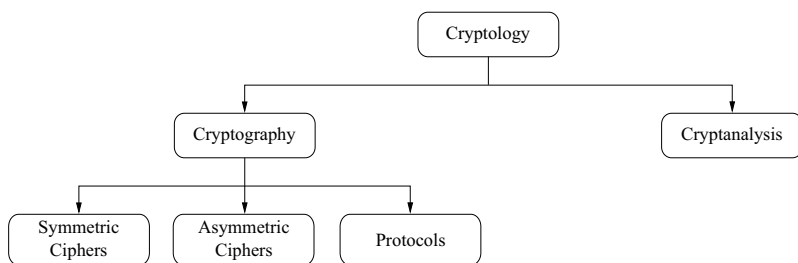 Cryptology
Cryptography
Cryptanalysis
Symmetric
Ciphers
Asymmetric
Ciphers
Protocols